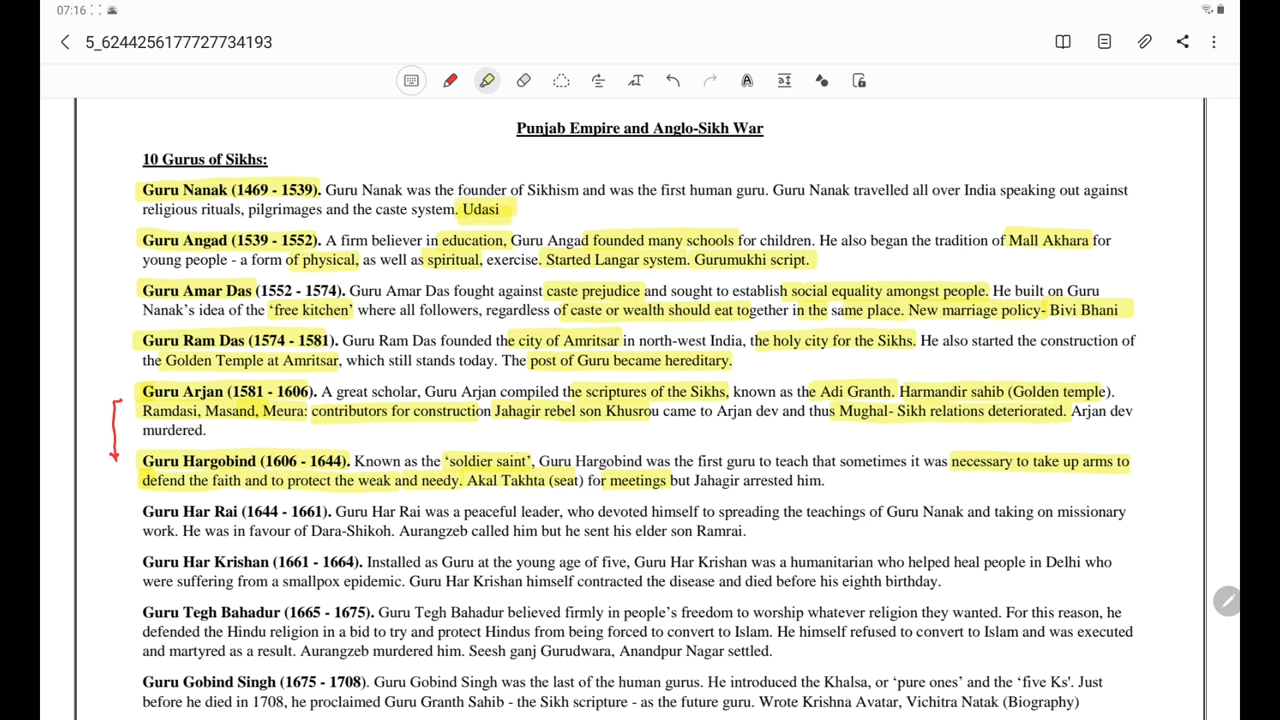 07:16
5_6244256177727734193
Punjab Empire and Anglo-Sikh War
10 Gurus of Sikhs:
Guru Nanak (1469 - 1539). Guru Nanak was the founder of Sikhism and was the first human guru. Guru Nanak travelled all over India speaking out against
religious rituals, pilgrimages and the caste system. Udasi
Guru Angad (1539 - 1552). A firm believer in education, Guru Angad founded many schools for children. He also began the tradition of Mall Akhara for
young people - a form of physical, as well as spiritual, exercise. Started Langar system. Gurumukhi script.
Guru Amar Das (1552 - 1574). Guru Amar Das fought against caste prejudice and sought to establish social equality amongst people. He built on Guru
Nanak's idea of the 'free kitchen' where all followers, regardless of caste or wealth should eat together in the same place. New marriage policy- Bivi Bhani
Guru Ram Das (1574 - 1581). Guru Ram Das founded the city of Amritsar in north-west India, the holy city for the Sikhs. He also started the construction of
the Golden Temple at Amritsar, which still stands today. The post of Guru became hereditary.
Guru Arjan (1581 - 1606). A great scholar, Guru Arjan compiled the scriptures of the Sikhs, known as the Adi Granth. Harmandir sahib (Golden temple).
Ramdasi, Masand, Meura: contributors for construction Jahagir rebel son Khusrou came to Arjan dev and thus Mughal- Sikh relations deteriorated. Arjan dev
murdered.
Guru Hargobind (1606 - 1644). Known as the 'soldier saint', Guru Hargobind was the first guru to teach that sometimes it was necessary to take up arms to
defend the faith and to protect the weak and needy. Akal Takhta (seat) for meetings but Jahagir arrested him.
Guru Har Rai (1644 - 1661). Guru Har Rai was a peaceful leader, who devoted himself to spreading the teachings of Guru Nanak and taking on missionary
work. He was in favour of Dara-Shikoh. Aurangzeb called him but he sent his elder son Ramrai.
Guru Har Krishan (1661 - 1664). Installed as Guru at the young age of five, Guru Har Krishan was a humanitarian who helped heal people in Delhi who
were suffering from a smallpox epidemic. Guru Har Krishan himself contracted the disease and died before his eighth birthday.
Guru Tegh Bahadur (1665 - 1675). Guru Tegh Bahadur believed firmly in people's freedom to worship whatever religion they wanted. For this reason, he
defended the Hindu religion in a bid to try and protect Hindus from being forced to convert to Islam. He himself refused to convert to Islam and was executed
and martyred as a result. Aurangzeb murdered him. Seesh ganj Gurudwara, Anandpur Nagar settled.
Guru Gobind Singh (1675 - 1708). Guru Gobind Singh was the last of the human gurus. He introduced the Khalsa, or 'pure ones' and the 'five Ks'. Just
before he died in 1708, he proclaimed Guru Granth Sahib - the Sikh scripture - as the future guru. Wrote Krishna Avatar, Vichitra Natak (Biography)